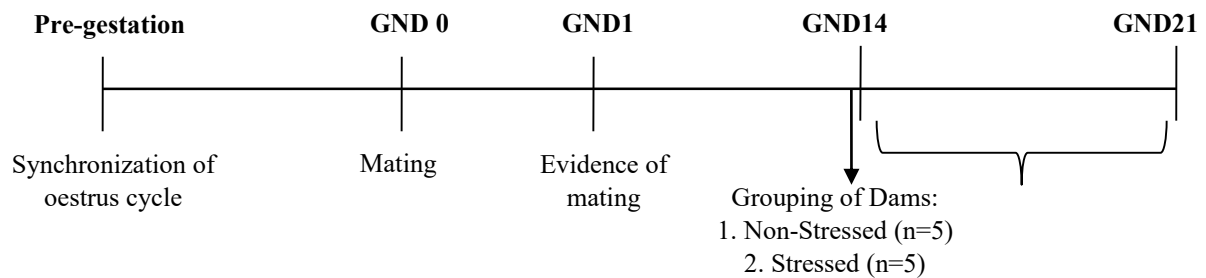 Pre-gestation GND 0 GND1 GND14 GND21
Synchronization of
oestrus cycle
Mating
Evidence of
mating
Grouping of Dams:
1. Non-Stressed (n=5)
2. Stressed (n=5)